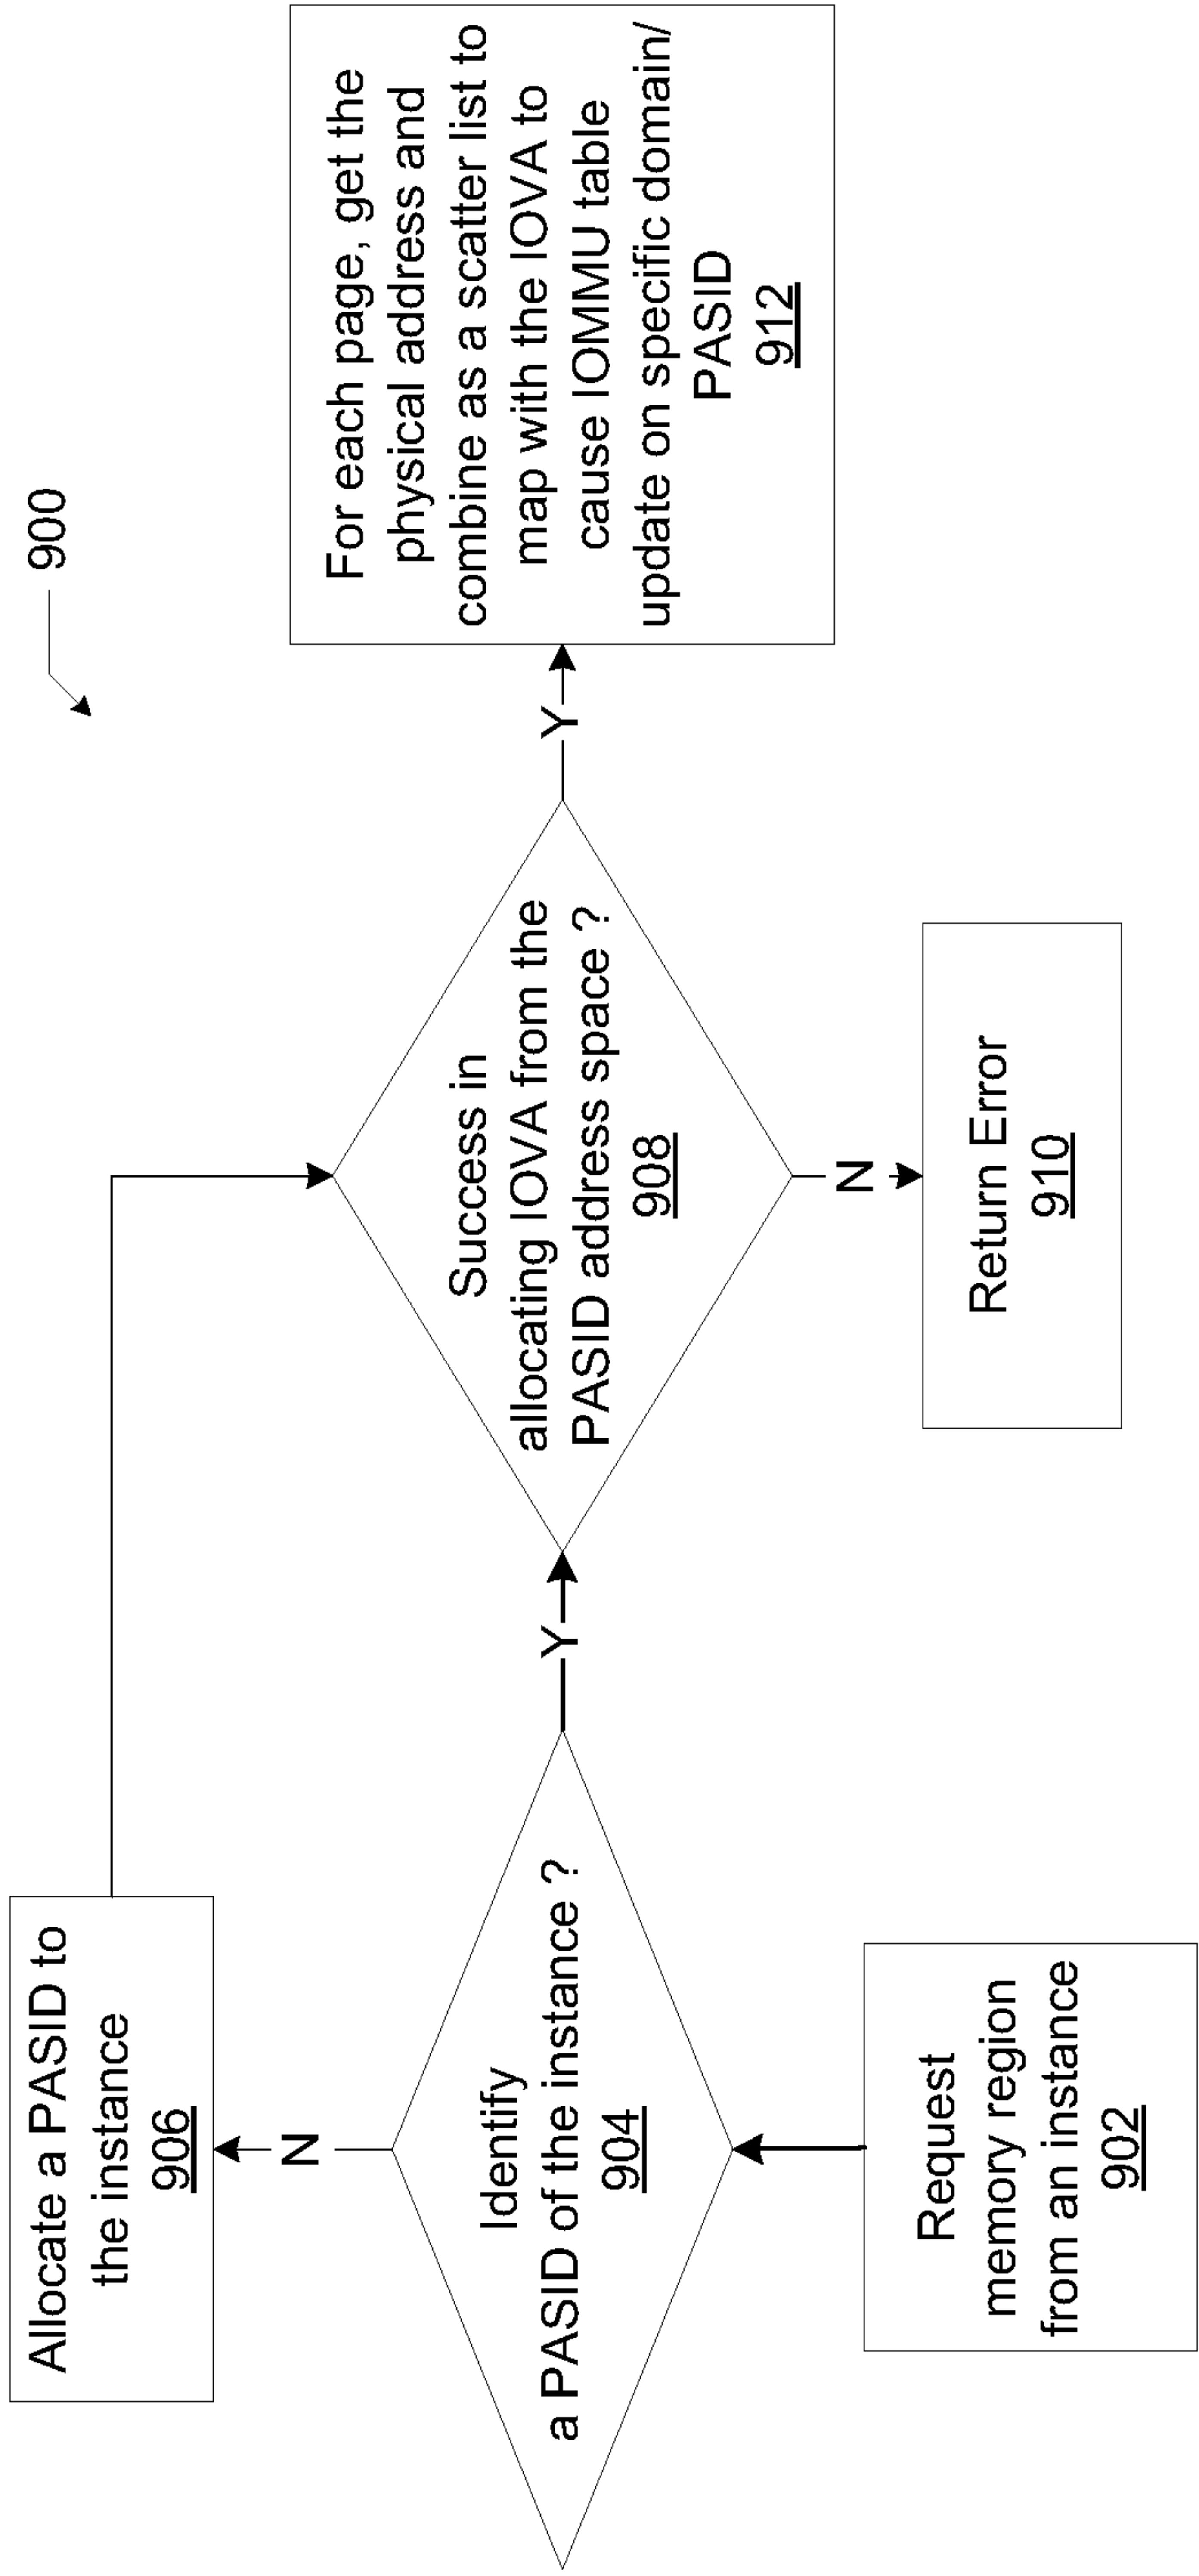 900
Allocate a PASID to
the instance
906
N
Identify
a PASID of the instance ?
904
Y
Request
memory region
from an instance
902
Success in
allocating IOVA from the
PASID address space ?
908
Y
N
Return Error
910
For each page, get the
physical address and
combine as a scatter list to
map with the IOVA to
cause IOMMU table
update on specific domain/
PASID
912